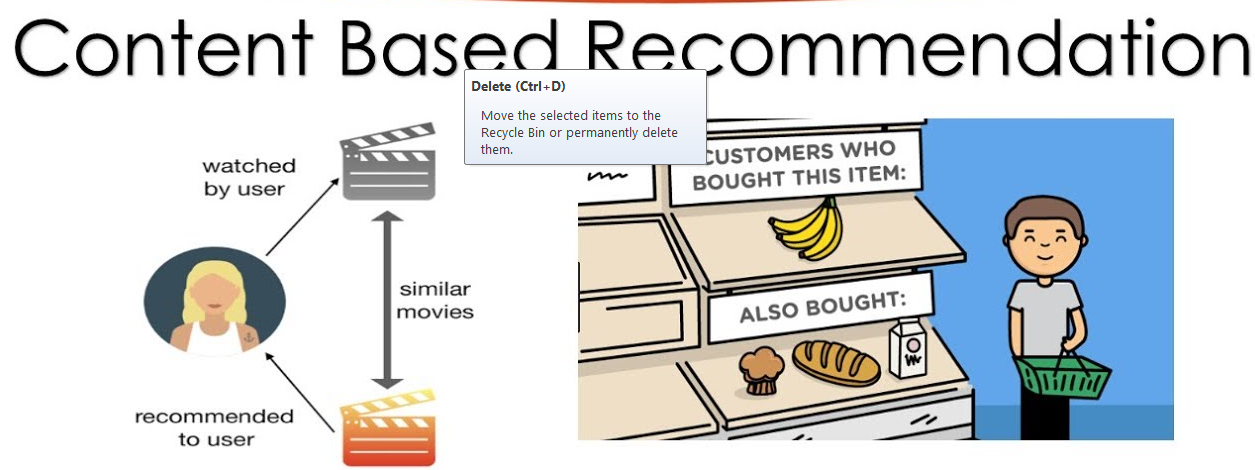 Content Based Recommendation
Delete (Ctrl+D)
Move the selected items to the
Recycle Bin or permanently delete
them.
watched
by user
similar
movies
recommended
to user
CUSTOMERS WHO
BOUGHT THIS ITEM:
ALSO BOUGHT: